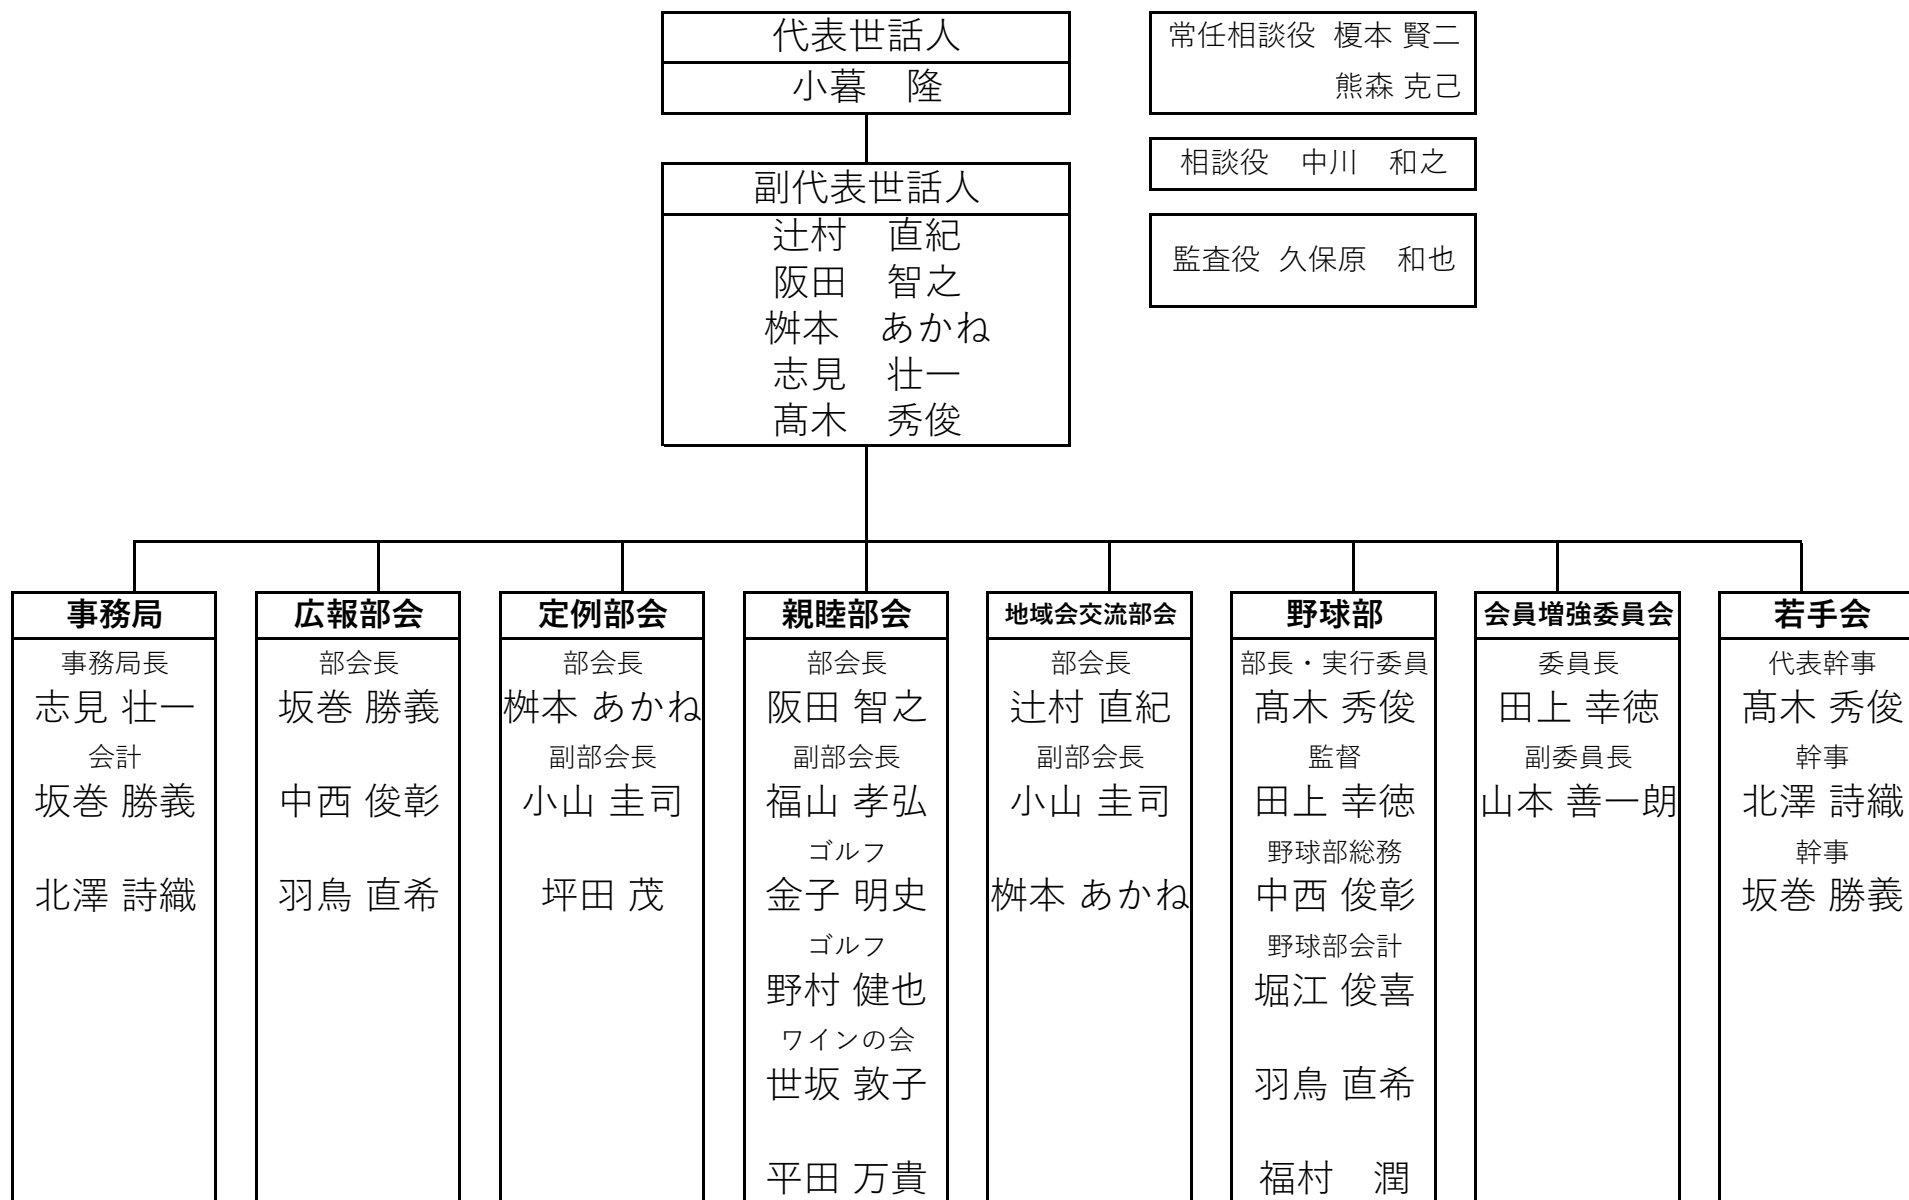 代表世話人
小暮　隆
常任相談役 榎本 賢二
熊森 克己
相談役　中川　和之
監査役 久保原　和也
副代表世話人
辻村　直紀
阪田　智之
桝本　あかね
志見　壮一
髙木　秀俊
事務局
事務局長
志見 壮一
会計
坂巻 勝義
北澤 詩織
広報部会
部会長
坂巻 勝義
中西 俊彰
羽鳥 直希
定例部会
部会長
桝本 あかね
副部会長
小山 圭司
坪田 茂
親睦部会
部会長
阪田 智之
副部会長
福山 孝弘
ゴルフ
金子 明史
ゴルフ
野村 健也
ワインの会
世坂 敦子
平田 万貴
地域会交流部会
部会長
辻村 直紀
副部会長
小山 圭司
桝本 あかね
野球部
部長・実行委員
髙木 秀俊
監督
田上 幸徳
野球部総務
中西 俊彰
野球部会計
堀江 俊喜
羽鳥 直希
福村　潤
会員増強委員会
委員長
田上 幸徳
副委員長
山本 善一朗
若手会
代表幹事
髙木 秀俊
幹事
北澤 詩織
幹事
坂巻 勝義